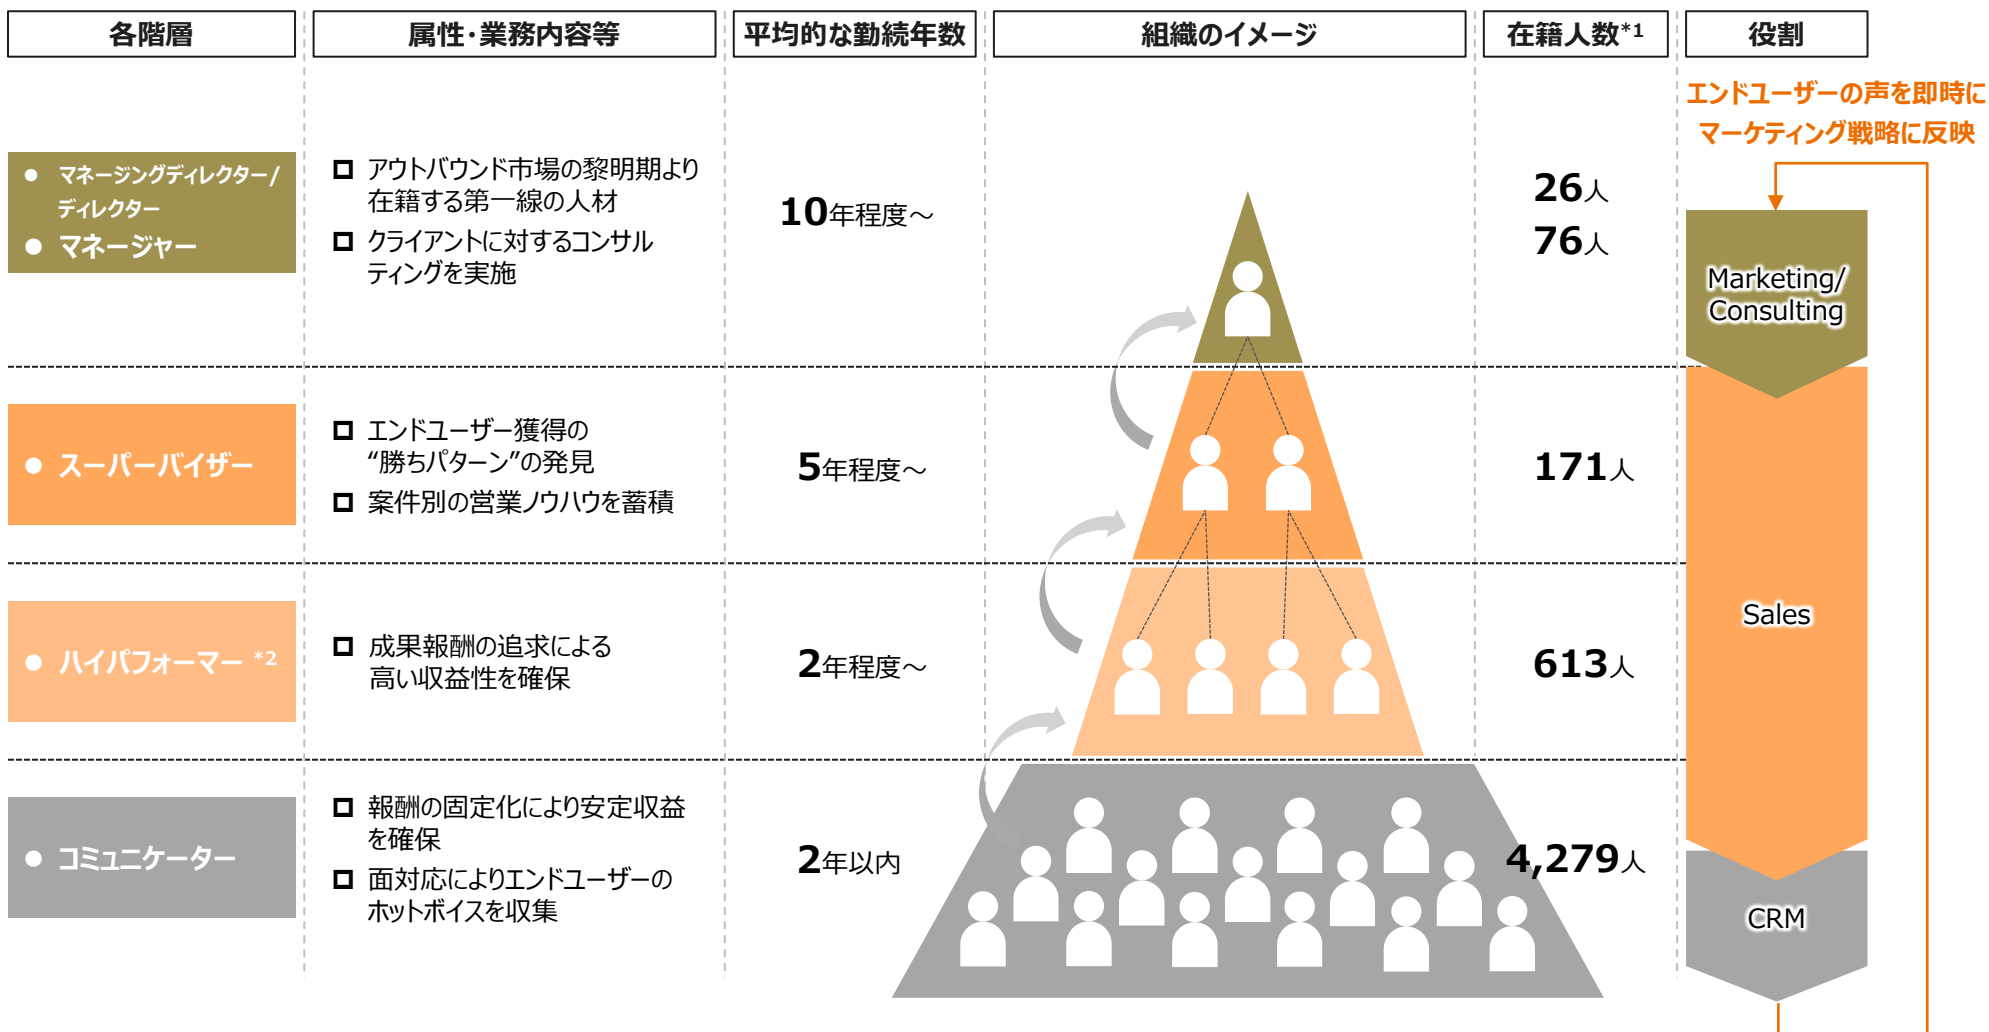 各階層
属性・業務内容等
平均的な勤続年数
組織のイメージ
在籍人数*1
役割
エンドユーザーの声を即時に
マーケティング戦略に反映
● マネージングディレクター/
ディレクター
● マネージャー
アウトバウンド市場の黎明期より
在籍する第一線の人材
クライアントに対するコンサル
ティングを実施
10年程度～
26人
76人
Marketing/
Consulting
● スーパーバイザー
エンドユーザー獲得の
“勝ちパターン”の発見
案件別の営業ノウハウを蓄積
5年程度～
171人
Sales
● ハイパフォーマー *2
成果報酬の追求による
高い収益性を確保
2年程度～
613人
● コミュニケーター
報酬の固定化により安定収益
を確保
面対応によりエンドユーザーの
ホットボイスを収集
2年以内
4,279人
CRM